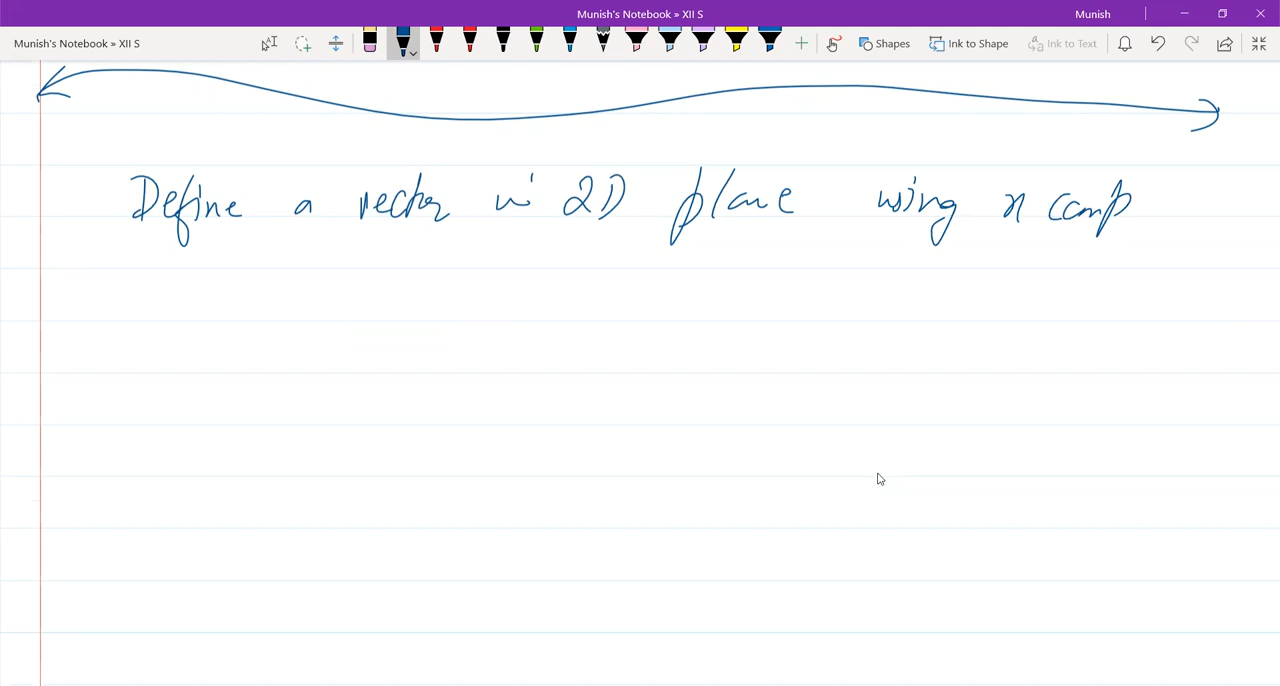 Munish's Notebook » XII S
Munish
Munish's Notebook » XII S
Shapes
Ink to Shape
Ink to Text
Define a vector in 2D plane using x comp